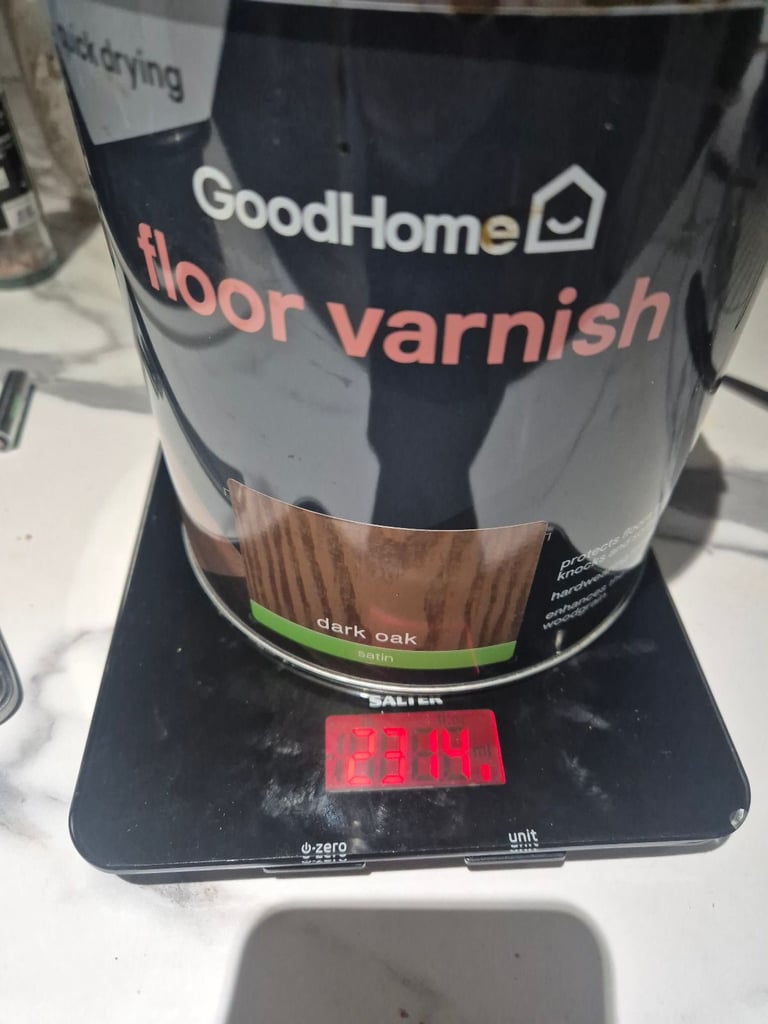 quick drying
GoodHome
floor varnish
protects floors
knocks and
hardwea
enhances the
woodgrain
dark oak
satin
SALTER
2314
zero
unit